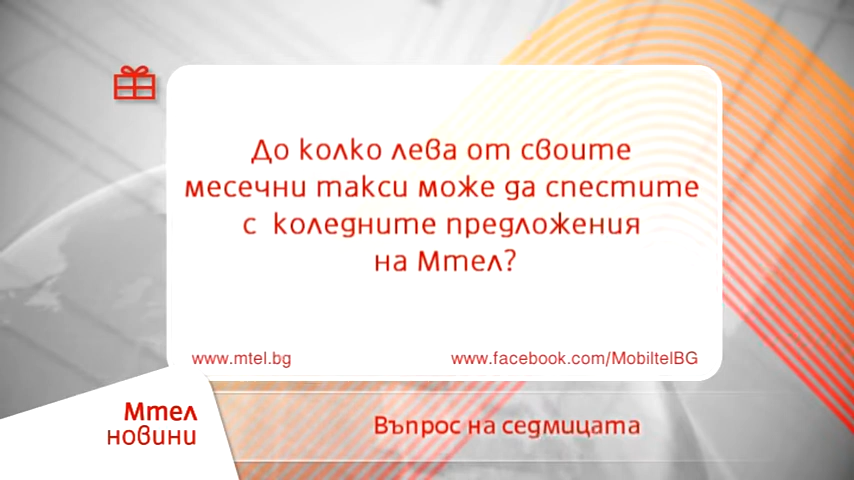 До колко лева от своите
месечни такси може да спестите
с коледните предложения
на Мтел?
www.mtel.bg
www.facebook.com/MobiltelBG
Мтел
новини
Въпрос на седмицата